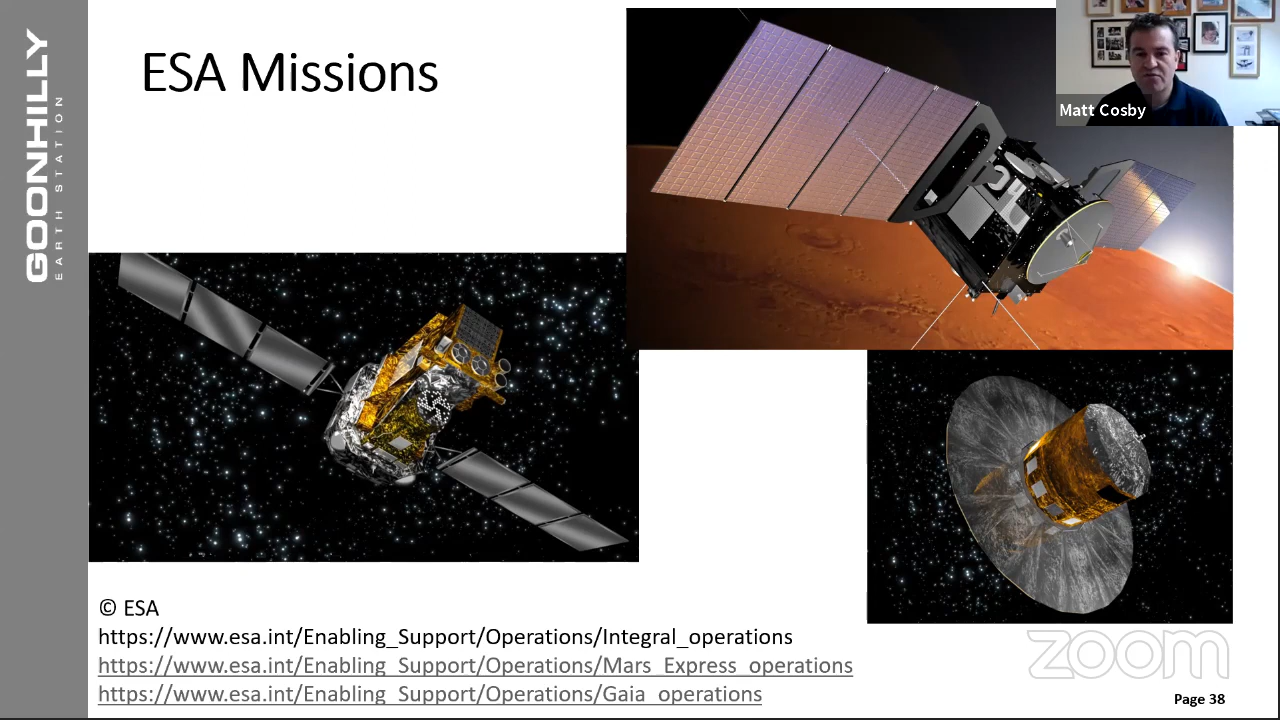 GOONHILLY
EARTH STATION
ESA Missions
Matt Cosby
© ESA
https://www.esa.int/Enabling_Support/Operations/Integral_operations
https://www.esa.int/Enabling_Support/Operations/Mars_Express_operations
https://www.esa.int/Enabling_Support/Operations/Gaia_operations
zoom
Page 38